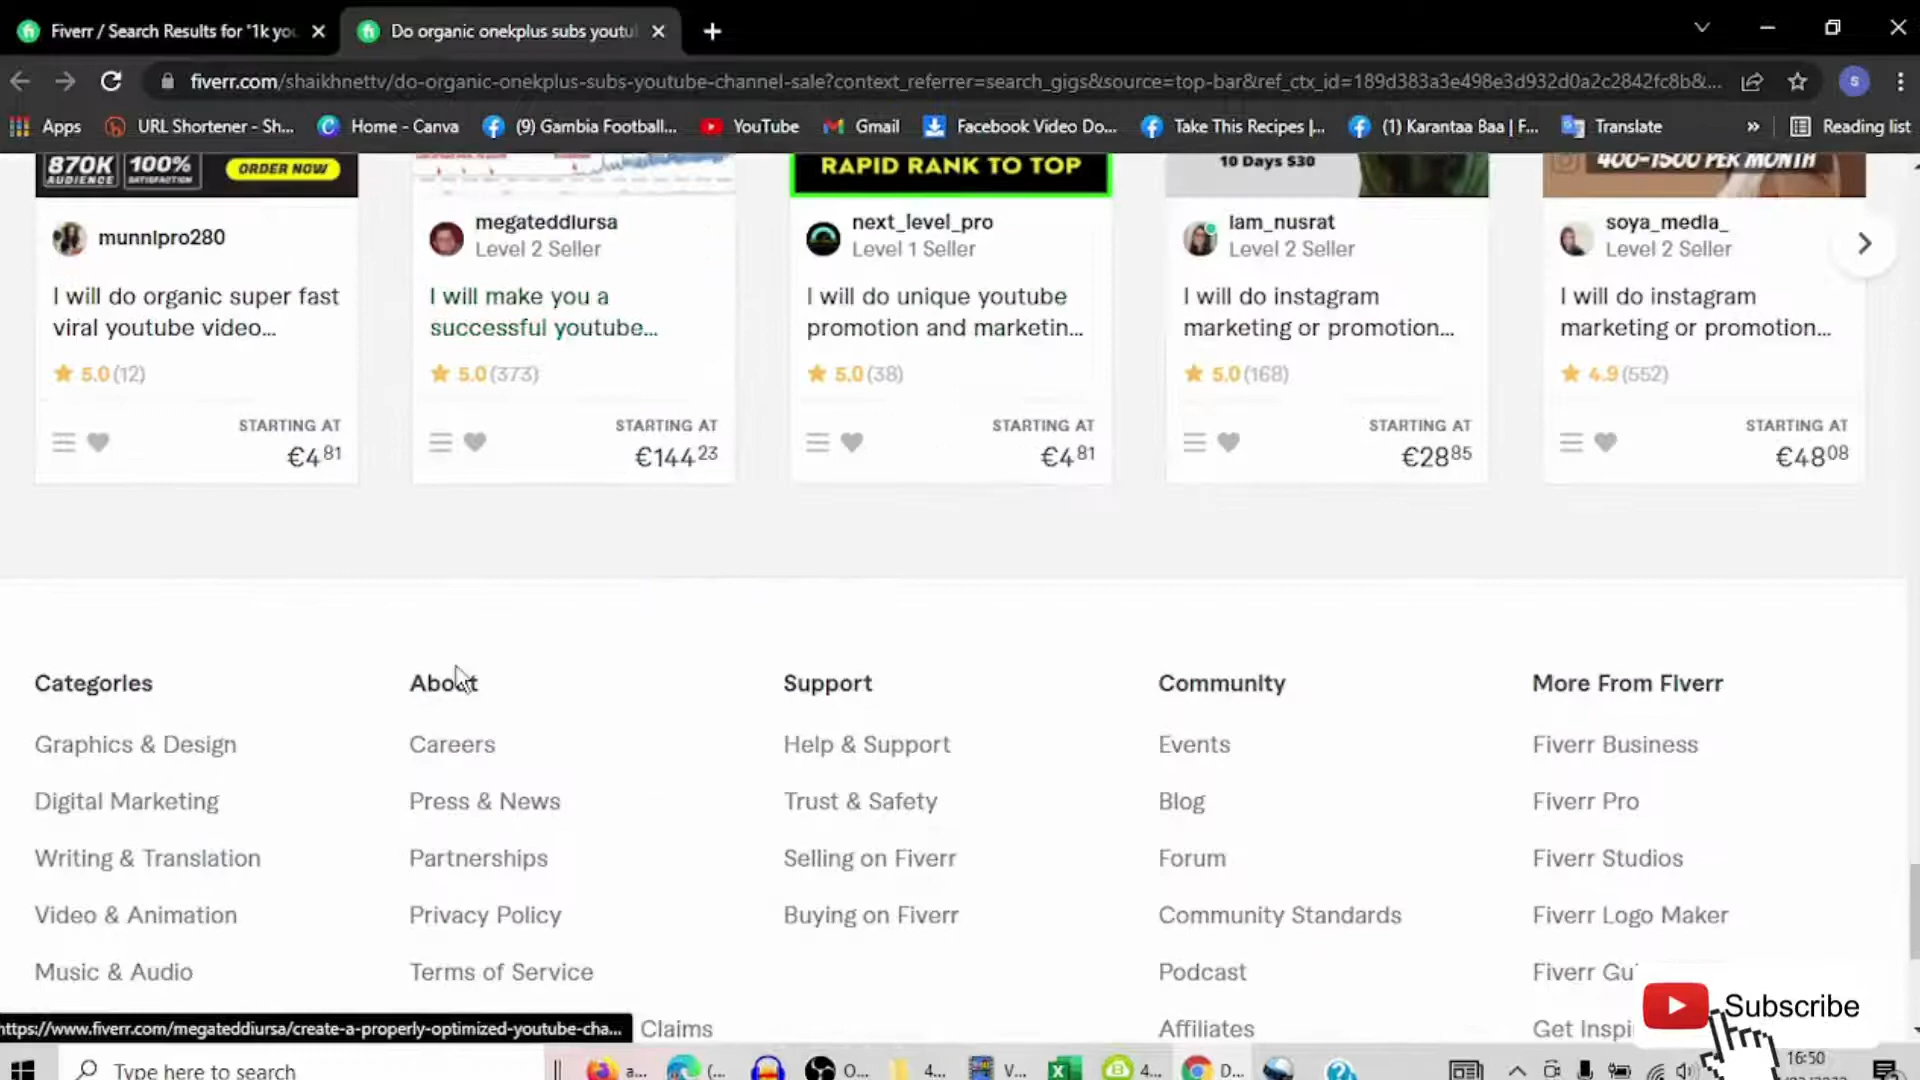 Fiverr / Search Results for "1k yo
Do organic onekplus subs youtu
fiverr.com/shaikhnettv/do-organic-onekplus-subs-youtube-channel-sale?context_referrer=search_gigs&source=top-bar&ref_ctx_id=189d383a3e498e3d932d0a2c2842fc8b&...
S
Apps
URL Shortener - Sh...
Home - Canva
(9) Gambia Football...
YouTube
Gmail
Facebook Video Do...
Take This Recipes |...
(1) Karantaa Baa | F...
Translate
»
Reading list
870K
AUDIENCE
100%
SATISFACTION
ORDER NOW
RAPID RANK TO TOP
10 Days $30
400-1500 PER MONTH
munnipro280
megateddiursa
Level 2 Seller
next_level_pro
Level 1 Seller
iam_nusrat
Level 2 Seller
soya_media_
Level 2 Seller
I will do organic super fast
viral youtube video...
I will make you a
successful youtube...
I will do unique youtube
promotion and marketin...
I will do instagram
marketing or promotion...
I will do instagram
marketing or promotion...
5.0 (12)
5.0 (373)
5.0 (38)
5.0 (168)
4.9 (552)
STARTING AT
€4 81
STARTING AT
€144 23
STARTING AT
€4 81
STARTING AT
€28 85
STARTING AT
€48 08
Categories
Graphics & Design
Digital Marketing
Writing & Translation
Video & Animation
Music & Audio
About
Careers
Press & News
Partnerships
Privacy Policy
Terms of Service
Claims
Support
Help & Support
Trust & Safety
Selling on Fiverr
Buying on Fiverr
Community
Events
Blog
Forum
Community Standards
Podcast
Affiliates
More From Fiverr
Fiverr Business
Fiverr Pro
Fiverr Studios
Fiverr Logo Maker
Fiverr Gu
Get Inspi
Subscribe
https://www.fiverr.com/megateddiursa/create-a-properly-optimized-youtube-cha...
Type here to search
a...
(...
O...
4...
V...
4...
D...
16:50